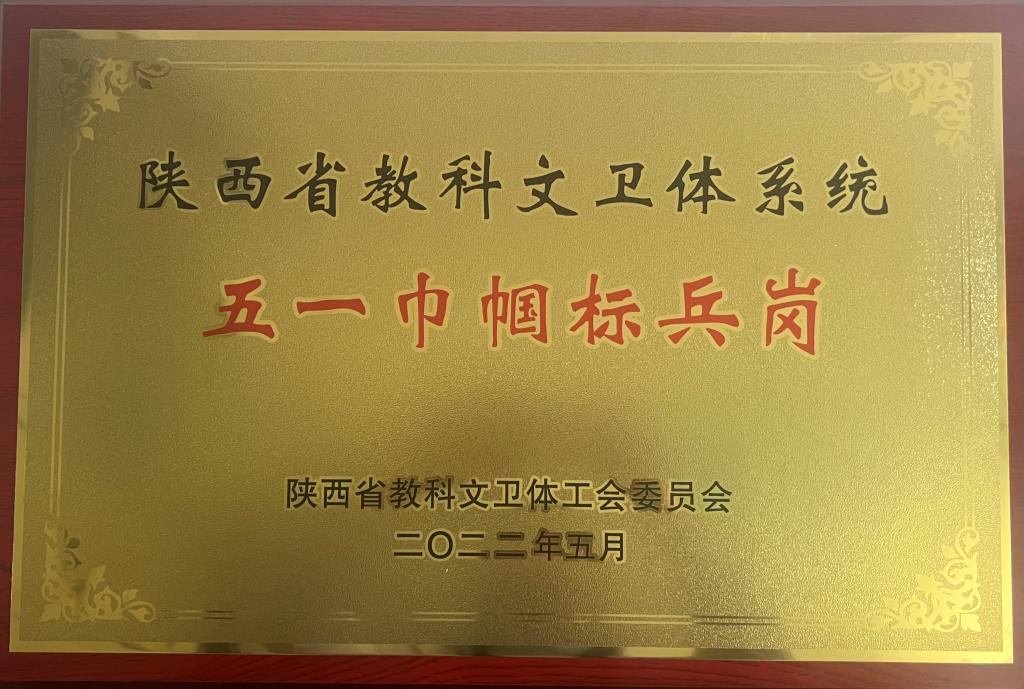 陕西省教科文卫体系统
五一巾帼标兵岗
陕西省教科文卫体工会委员会
二〇二二年五月